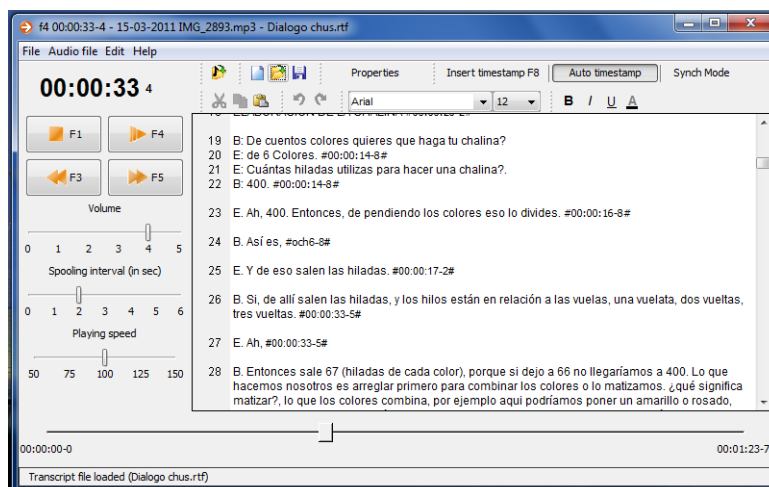 f4 00:00:33-4 - 15-03-2011 IMG_2893.mp3 - Dialogo chus.rtf
File Audio file Edit Help
00:00:33 4
Properties Insert timestamp F8 Auto timestamp Synch Mode
Arial 12 B I U A
F1 F4
F3 F5
Volume
0 1 2 3 4 5
Spooling interval (in sec)
0 1 2 3 4 5 6
Playing speed
50 75 100 125 150
19 B: De cuentos colores quieres que haga tu chalina?
20 E: de 6 Colores. #00:00:14-8#
21 E: Cuántas hiladas utilizas para hacer una chalina?.
22 B: 400. #00:00:14-8#
23 E. Ah, 400. Entonces, de pendiendo los colores eso lo divides. #00:00:16-8#
24 B. Así es, #och6-8#
25 E. Y de eso salen las hiladas. #00:00:17-2#
26 B. Si, de allí salen las hiladas, y los hilos están en relación a las vuelas, una vuelata, dos vueltas,
tres vueltas. #00:00:33-5#
27 E. Ah, #00:00:33-5#
28 B. Entonces sale 67 (hiladas de cada color), porque si dejo a 66 no llegaríamos a 400. Lo que
hacemos nosotros es arreglar primero para combinar los colores o lo matizamos. ¿qué significa
matizar?, lo que los colores combina, por ejemplo aqui podríamos poner un amarillo o rosado,
00:00:00-0 00:01:23-7
Transcript file loaded (Dialogo chus.rtf)